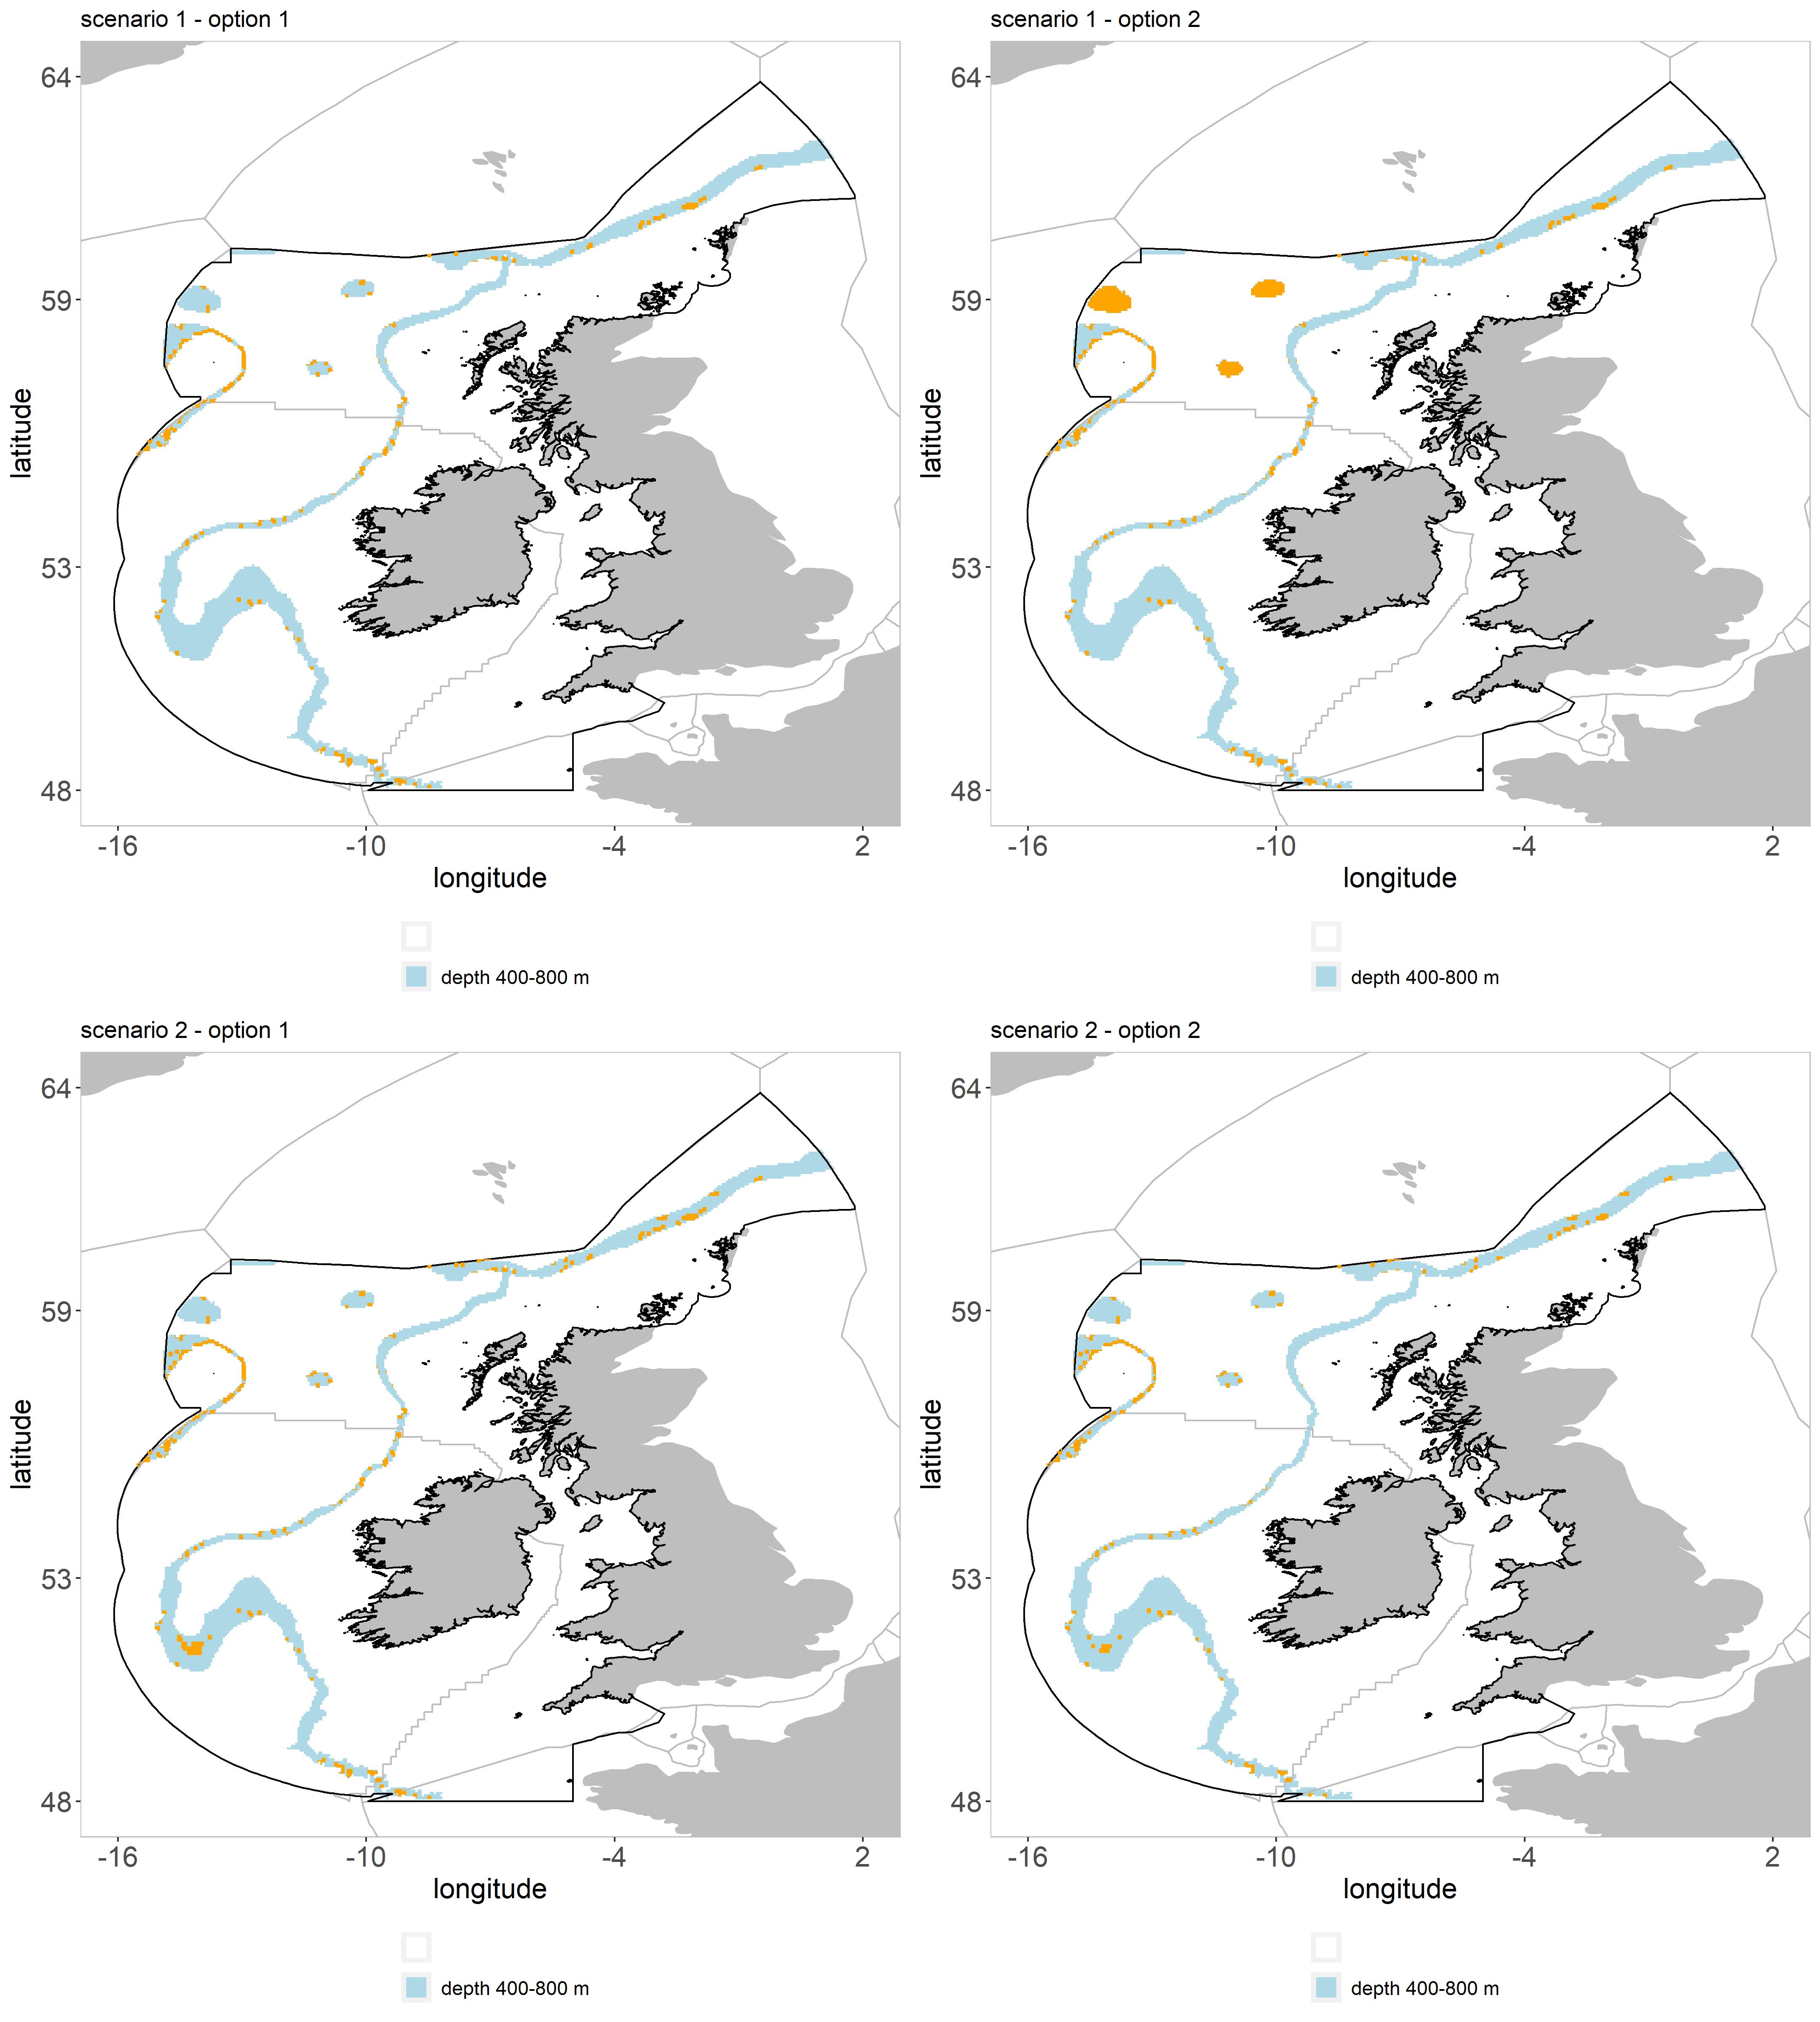 scenario 1 - option 1
scenario 1 - option 2
64
59
53
48
latitude
-16
-10
-4
2
longitude
depth 400-800 m
64
59
53
48
latitude
-16
-10
-4
2
longitude
depth 400-800 m
scenario 2 - option 1
scenario 2 - option 2
64
59
53
48
latitude
-16
-10
-4
2
longitude
depth 400-800 m
64
59
53
48
latitude
-16
-10
-4
2
longitude
depth 400-800 m